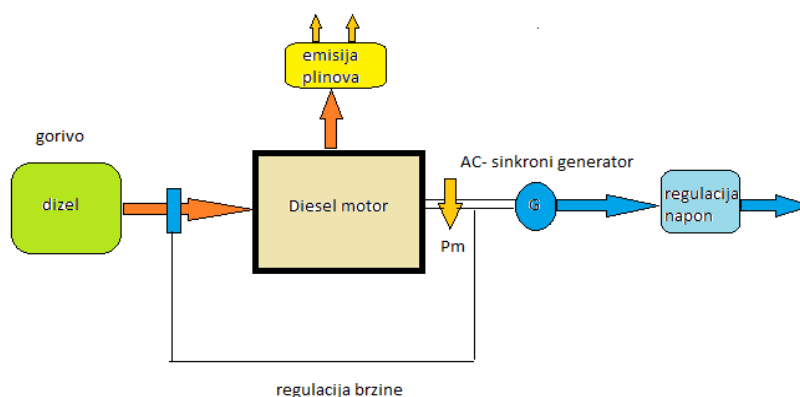 emisija
plinova
gorivo
dizel
Diesel motor
AC- sinkroni generator
G
regulacija
napon
Pm
regulacija brzine